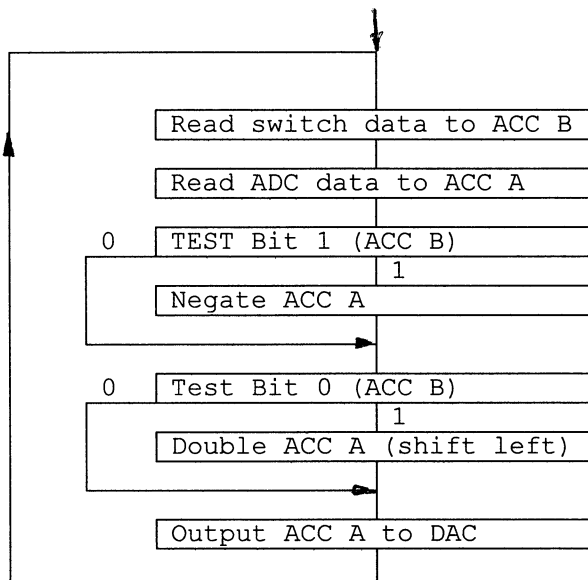 Read switch data to ACC B
Read ADC data to ACC A
0 TEST Bit 1 (ACC B)
1
Negate ACC A
0 Test Bit 0 (ACC B)
1
Double ACC A (shift left)
Output ACC A to DAC